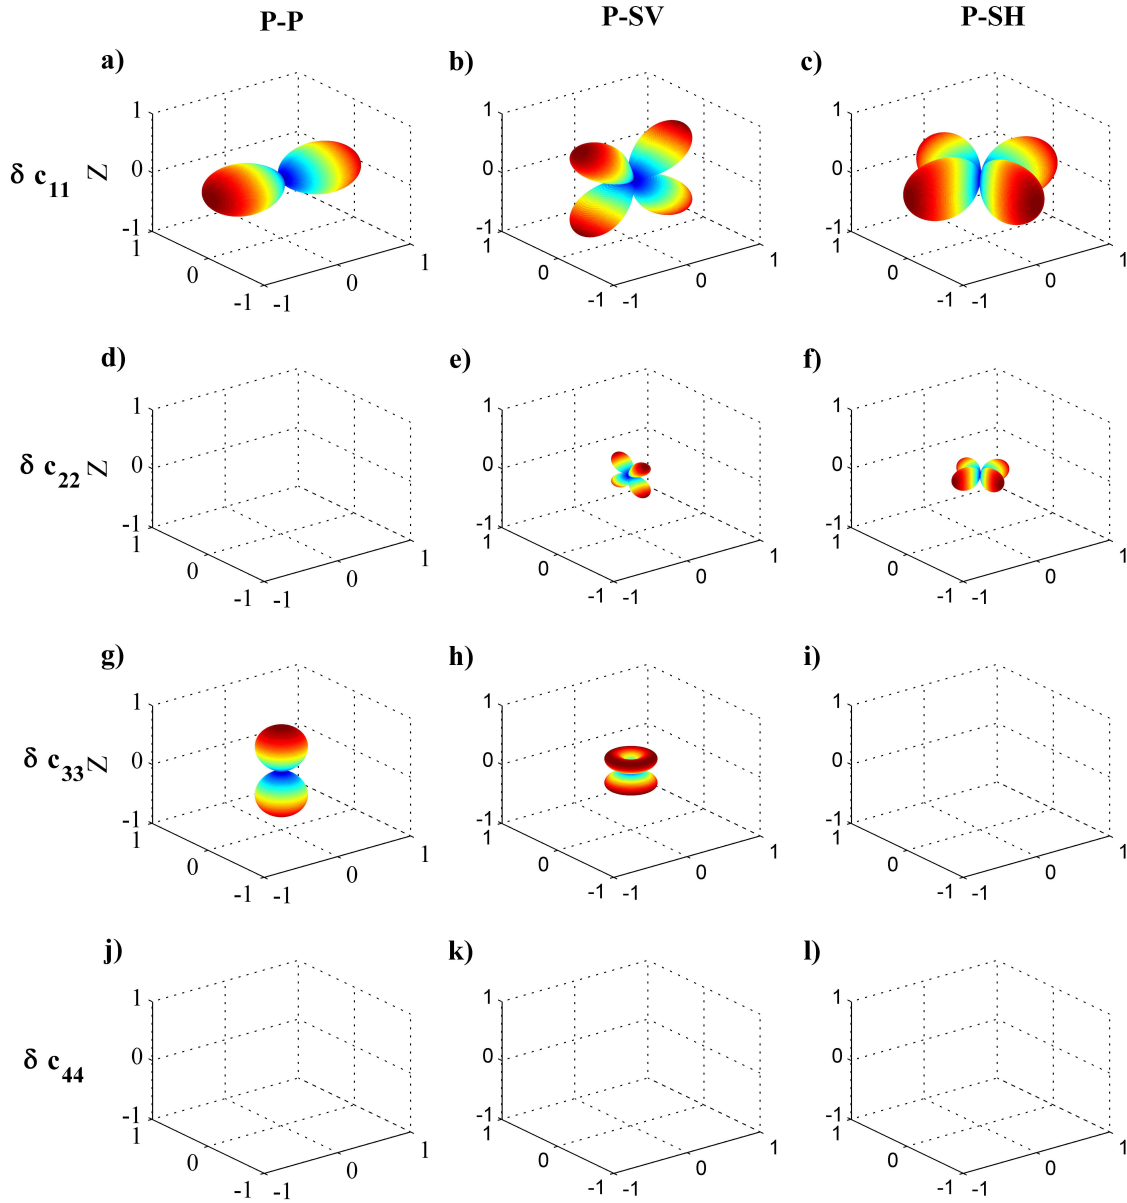 P-P P-SV P-SH
a) b) c)
δ c11 Z 1 0 -1 1 0 -1 -1 0 1
1 0 -1 1 0 -1 -1 0 1
1 0 -1 1 0 -1 -1 0 1
d) e) f)
δ c22 Z 1 0 -1 1 0 -1 -1 0 1
1 0 -1 1 0 -1 -1 0 1
1 0 -1 1 0 -1 -1 0 1
g) h) i)
δ c33 Z 1 0 -1 1 0 -1 -1 0 1
1 0 -1 1 0 -1 -1 0 1
1 0 -1 1 0 -1 -1 0 1
j) k) l)
δ c44 1 0 -1 1 0 -1 -1 0 1
1 0 -1 1 0 -1 -1 0 1
1 0 -1 1 0 -1 -1 0 1